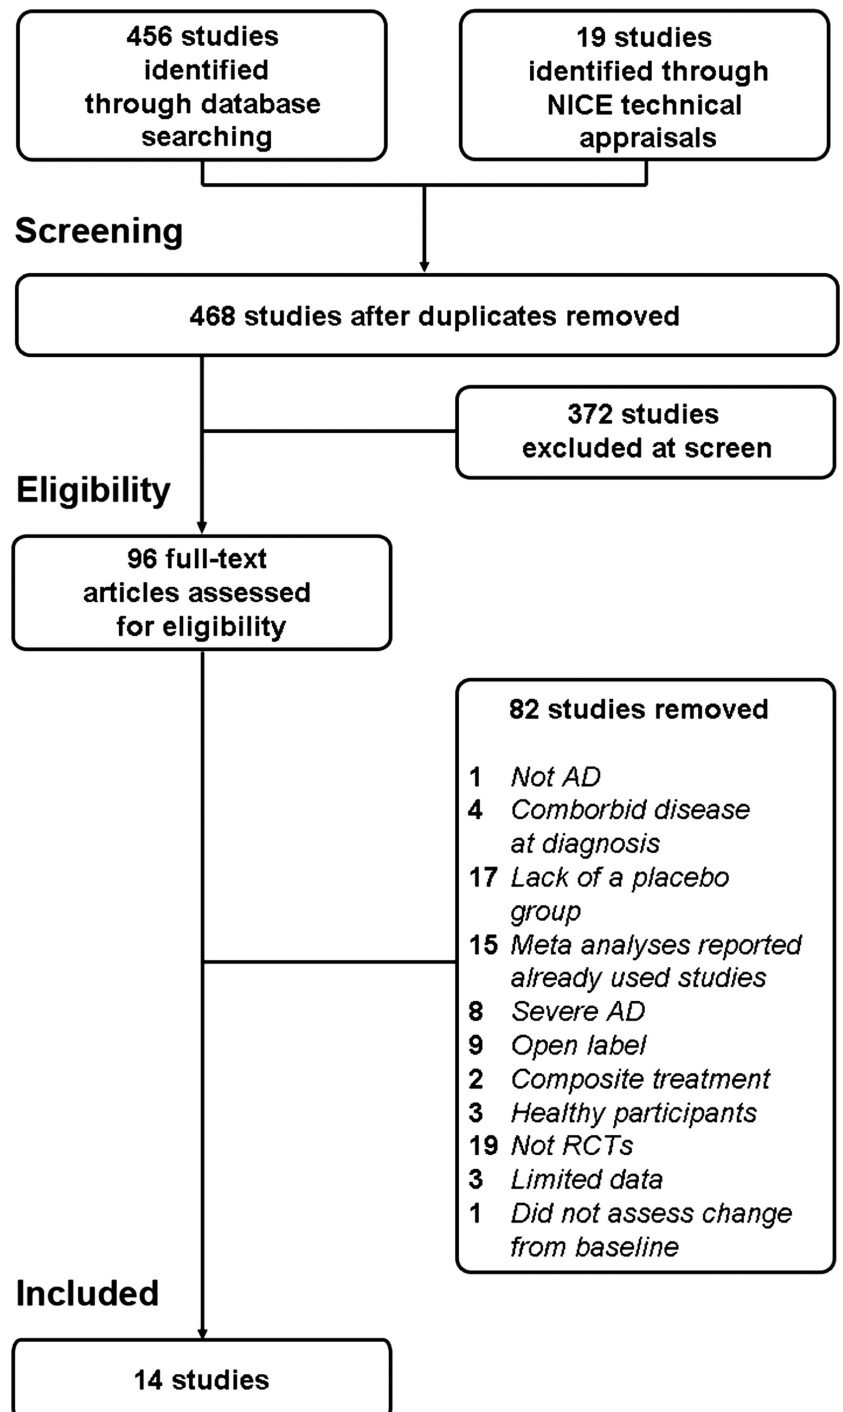 456 studies
identified
through database
searching
19 studies
identified through
NICE technical
appraisals
Screening
468 studies after duplicates removed
372 studies
excluded at screen
Eligibility
96 full-text
articles assessed
for eligibility
82 studies removed
1 Not AD
4 Comborbid disease
at diagnosis
17 Lack of a placebo
group
15 Meta analyses reported
already used studies
8 Severe AD
9 Open label
2 Composite treatment
3 Healthy participants
19 Not RCTs
3 Limited data
1 Did not assess change
from baseline
Included
14 studies